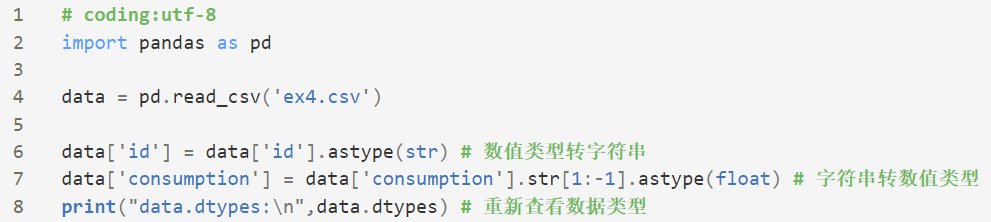 1 # coding:utf-8
2 import pandas as pd
3
4 data = pd.read_csv('ex4.csv')
5
6 data['id'] = data['id'].astype(str) # 数值类型转字符串
7 data['consumption'] = data['consumption'].str[1:-1].astype(float) # 字符串转数值类型
8 print("data.dtypes:\n",data.dtypes) # 重新查看数据类型